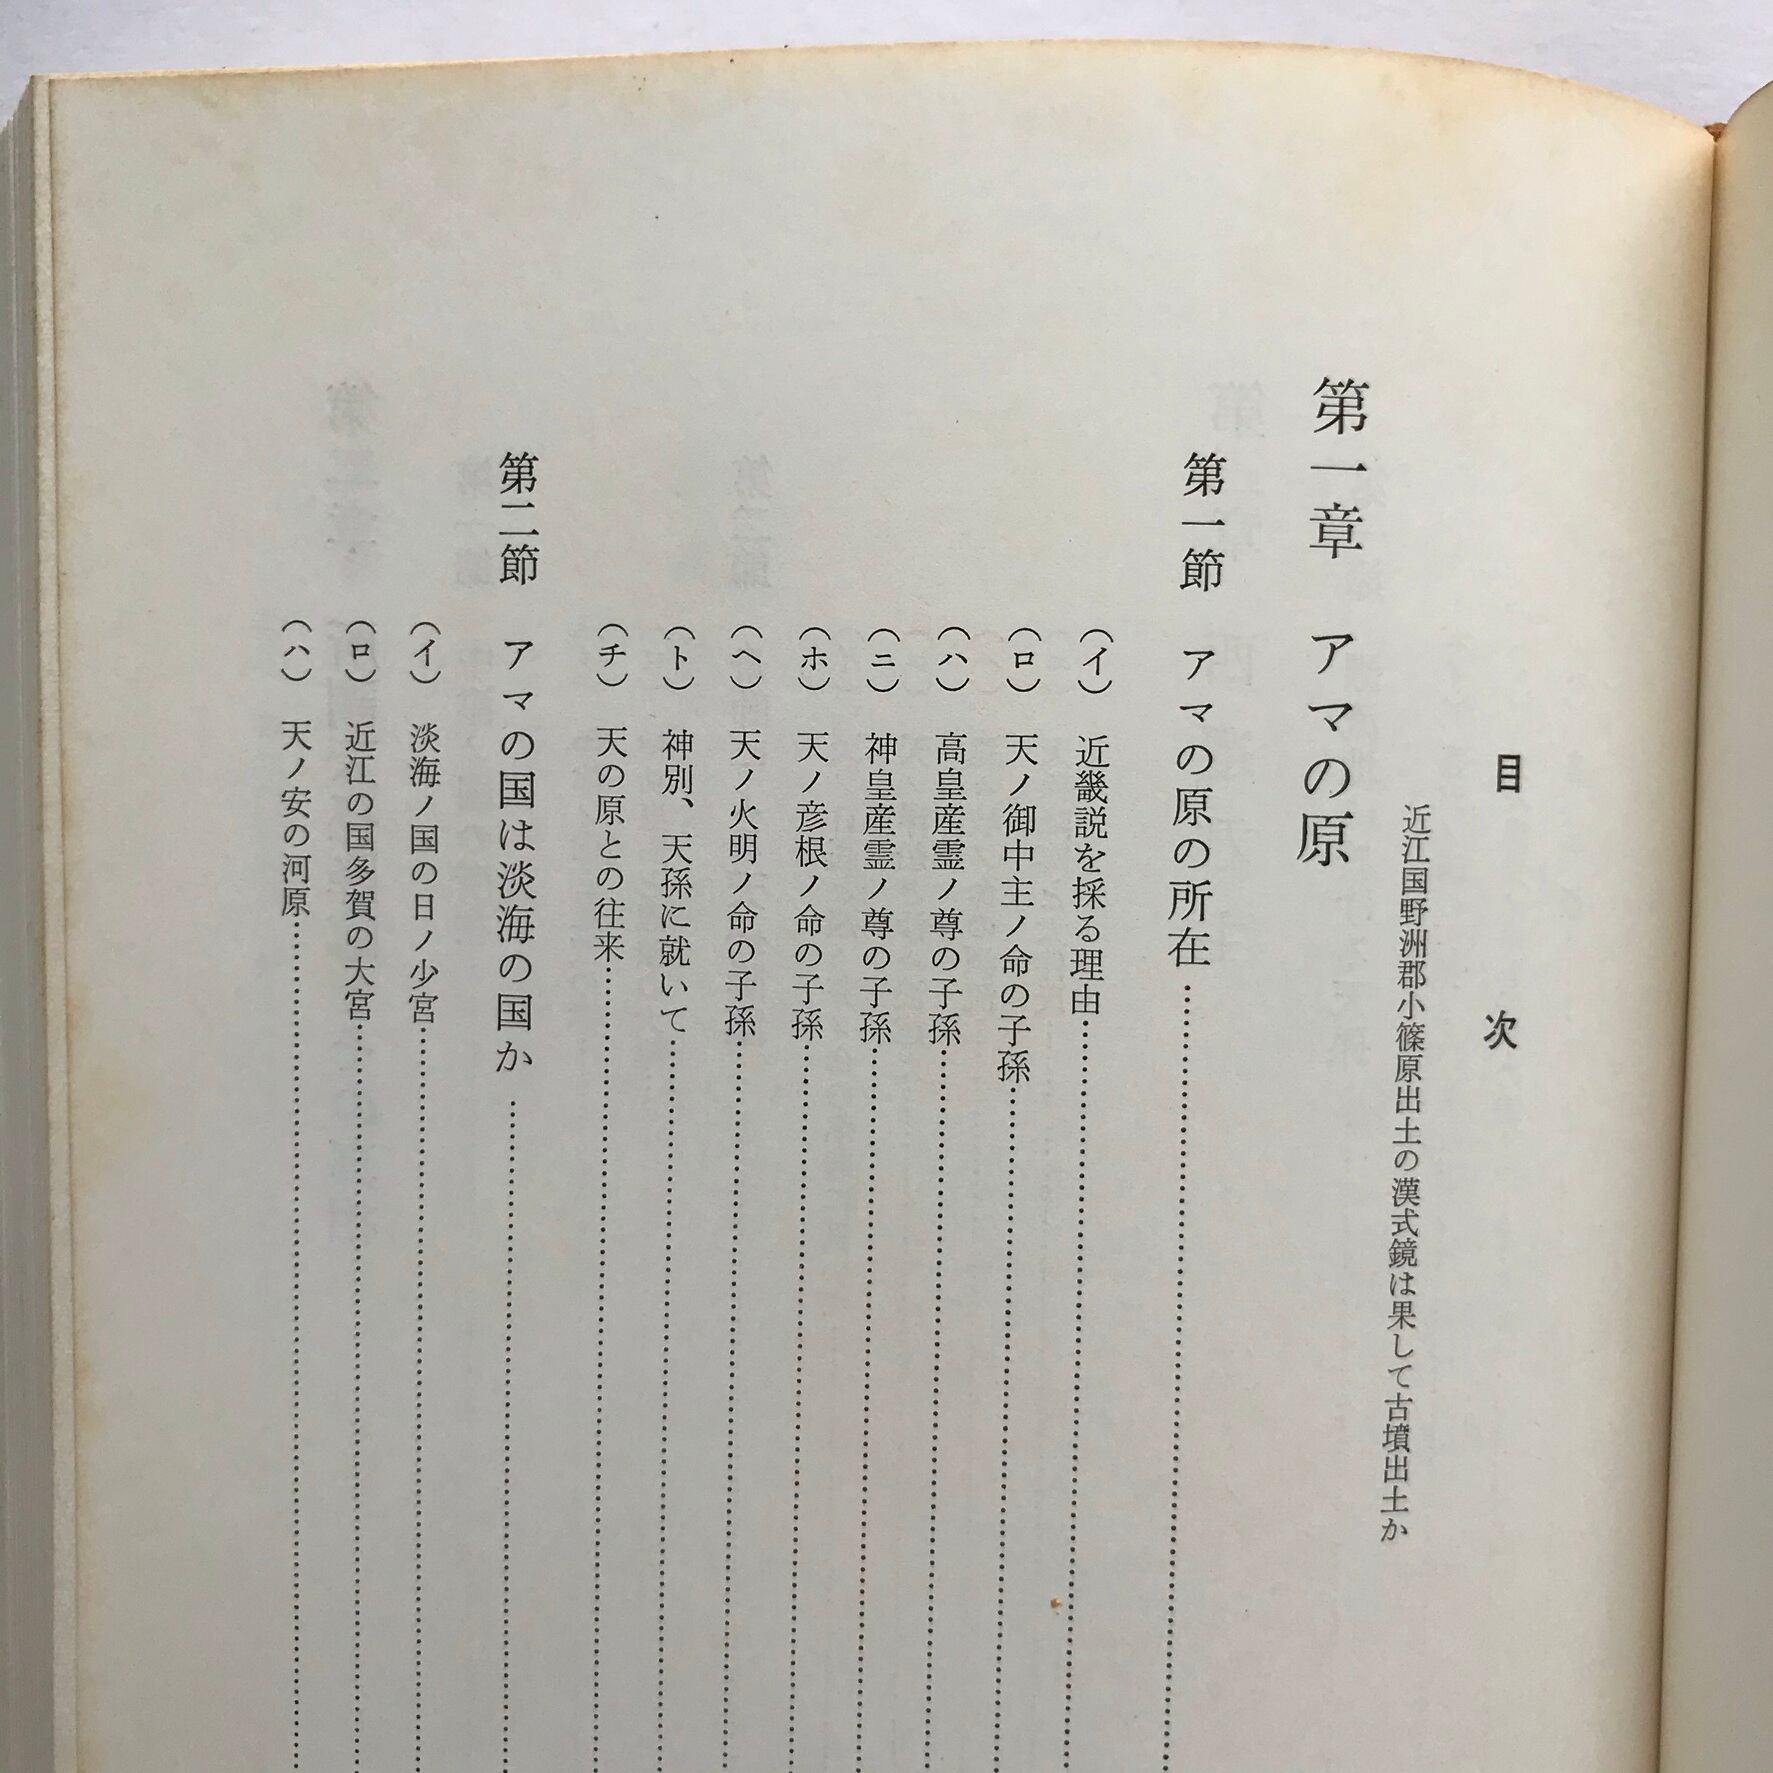 目次
近江国野洲郡小篠原出土の漢式鏡は果して古墳出土か
第一章 アマの原
第一節 アマの原の所在……
(イ) 近畿説を採る理由……
(ロ) 天ノ御中主ノ命の子孫……
(ハ) 高皇産霊ノ尊の子孫……
(ニ) 神皇産霊ノ尊の子孫……
(ホ) 天ノ彦根ノ命の子孫……
(ヘ) 天ノ火明ノ命の子孫……
(ト) 神別、天孫に就いて……
(チ) 天の原との往来……
第二節 アマの国は淡海の国か……
(イ) 淡海ノ国の日ノ少宮……
(ロ) 近江の国多賀の大宮……
(ハ) 天ノ安の河原……